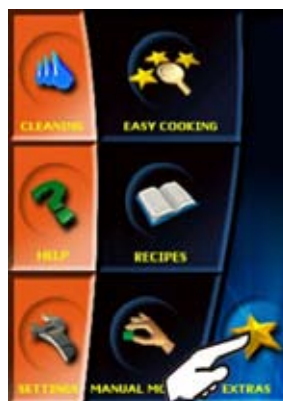 CLEANING
EASY COOKING
HELP
RECIPES
SETTINGS
MANUAL MO
EXTRAS